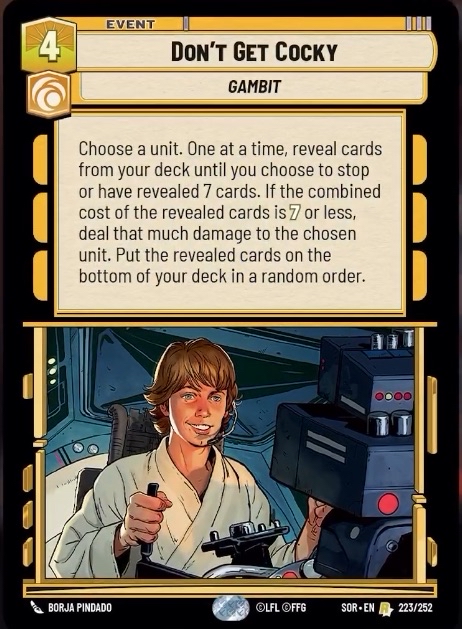 EVENT
4
DON'T GET COCKY
GAMBIT
Choose a unit. One at a time, reveal cards
from your deck until you choose to stop
or have revealed 7 cards. If the combined
cost of the revealed cards is 7 or less,
deal that much damage to the chosen
unit. Put the revealed cards on the
bottom of your deck in a random order.
BORJA PINDADO ©LFL ©FFG SOR • EN R 223/252